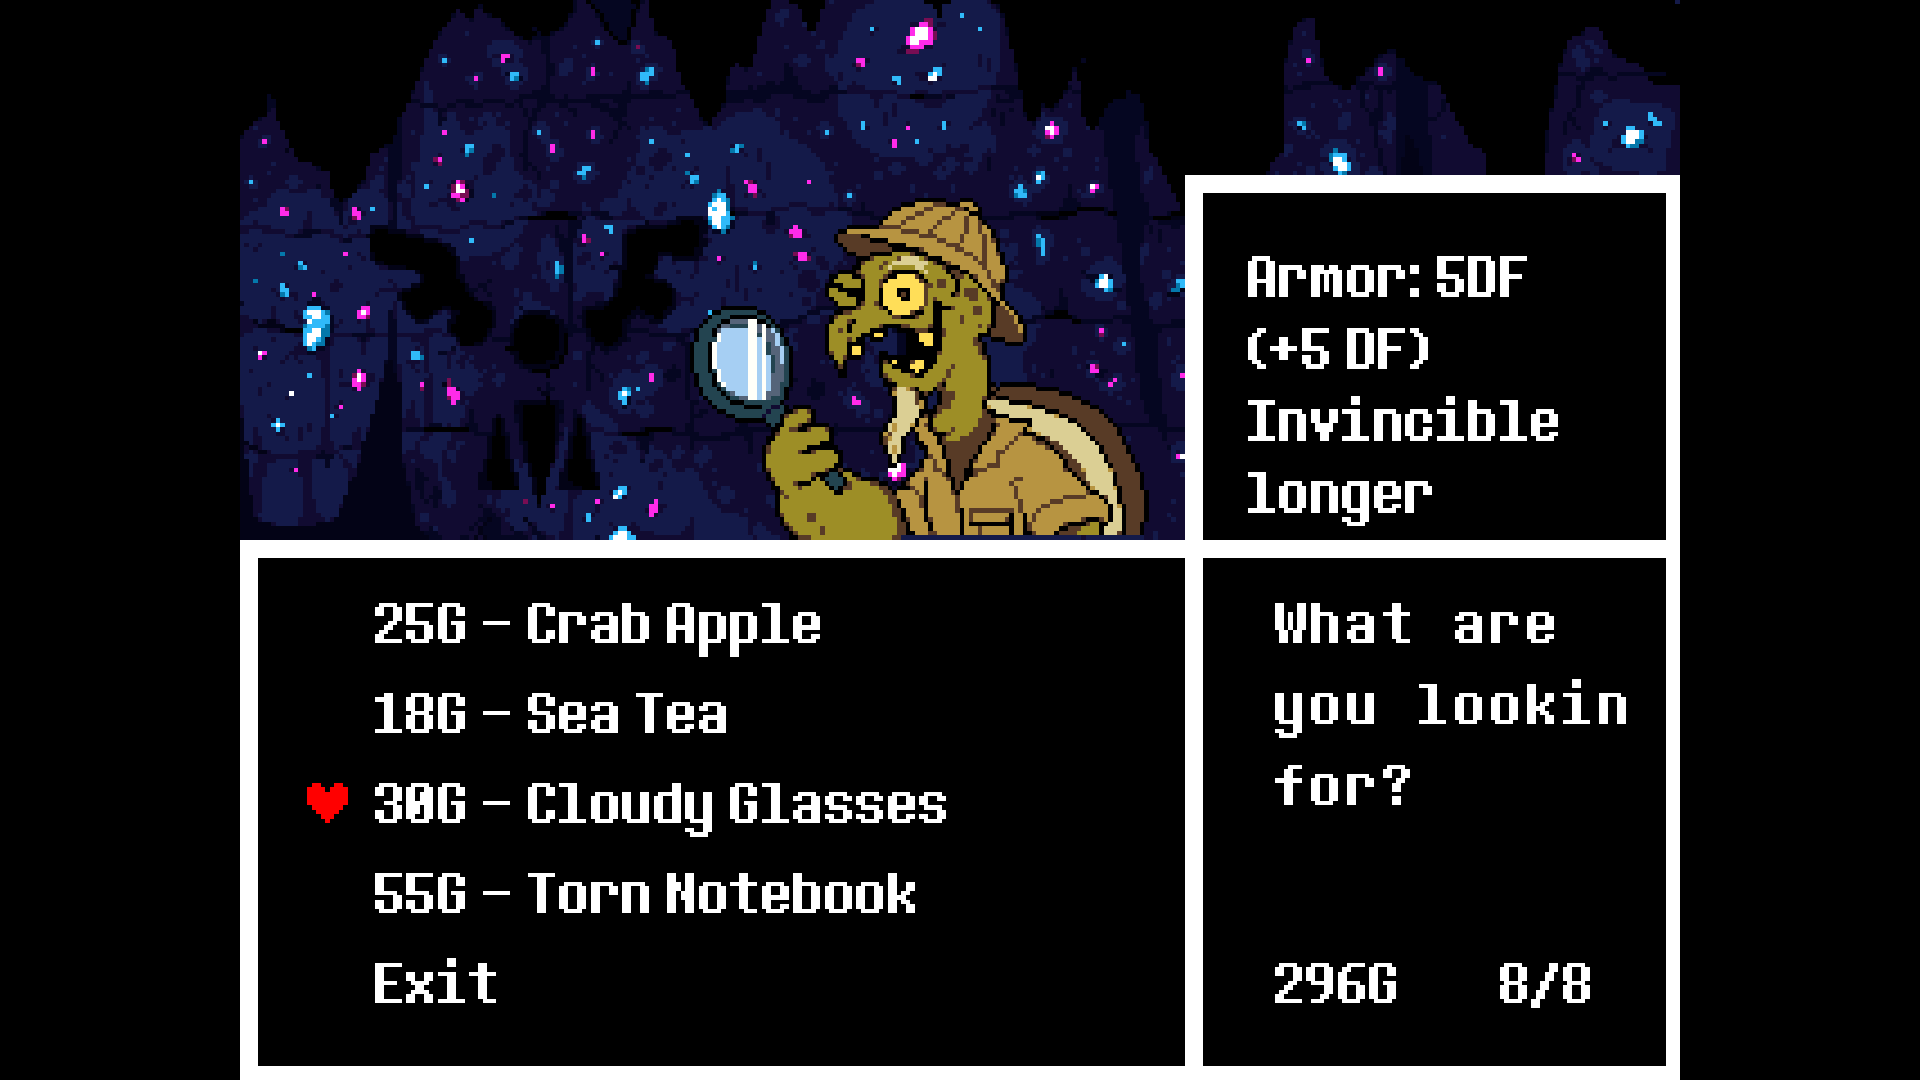 Armor: 5DF
(+5 DF)
Invincible
longer
25G - Crab Apple
18G - Sea Tea
30G - Cloudy Glasses
55G - Torn Notebook
Exit
What are
you lookin
for?
296G 8/8